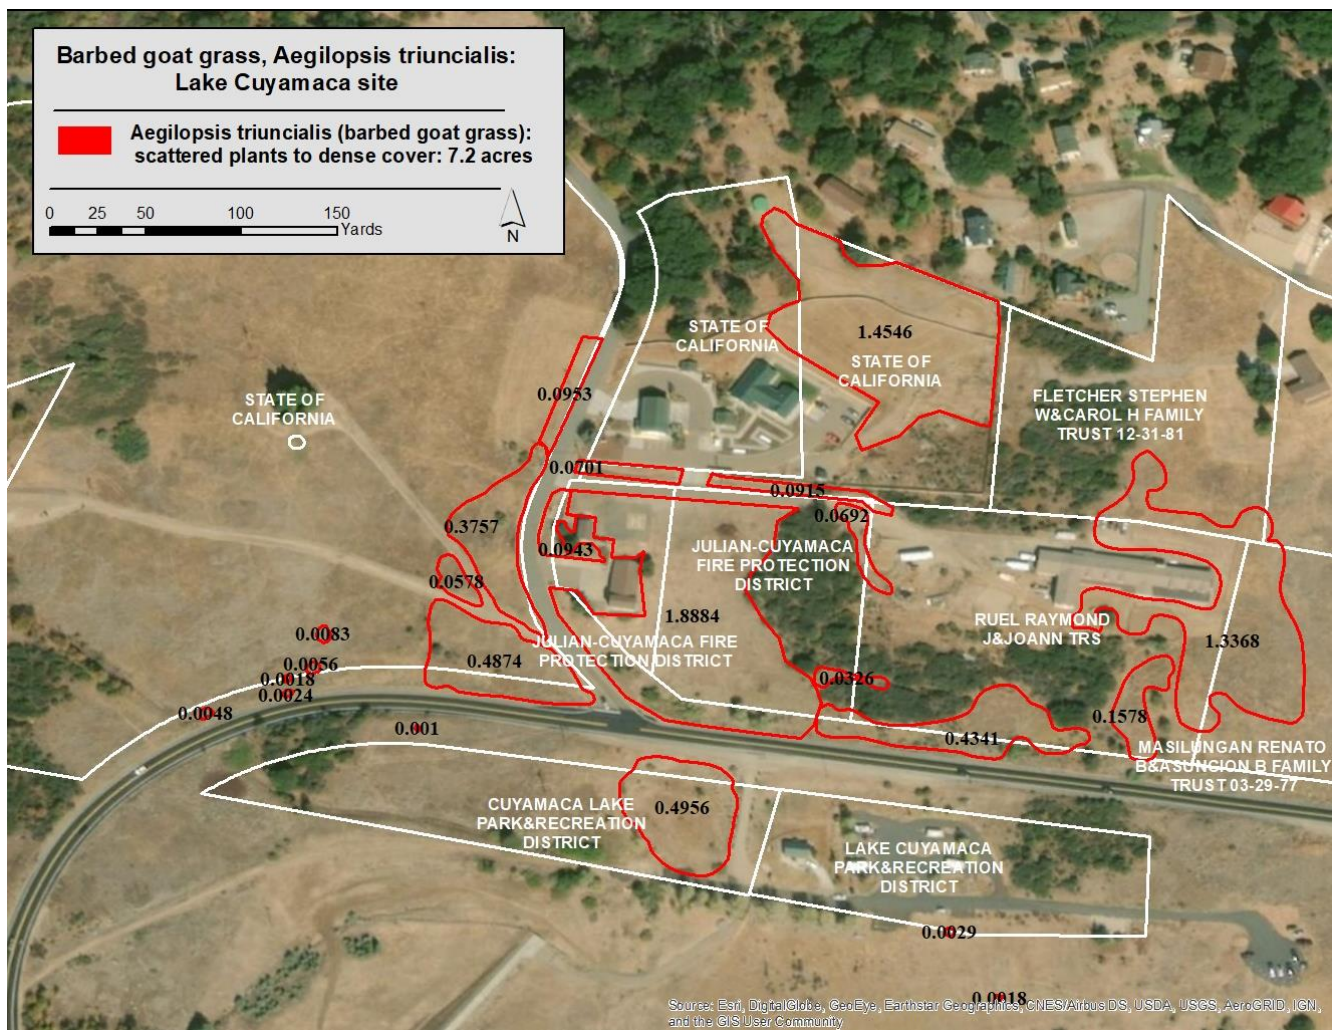 Barbed goat grass, Aegilopsis triuncialis:
Lake Cuyamaca site
Aegilopsis triuncialis (barbed goat grass):
scattered plants to dense cover: 7.2 acres
0 25 50 100 150
Yards
N
STATE OF
CALIFORNIA
1.4546
STATE OF
CALIFORNIA
0.0953
STATE OF
CALIFORNIA
FLETCHER STEPHEN
W&CAROL H FAMILY
TRUST 12-31-81
0.0701
0.0915
0.0692
0.3757
0.0943
JULIAN-CUYAMACA
FIRE PROTECTION
DISTRICT
0.0578
1.8884
RUEL RAYMOND
J&JOANN TRS
0.0083
JULIAN-CUYAMACA FIRE
PROTECTION DISTRICT
1.3368
0.4874
0.0056
0.0018
0.0024
0.0326
0.0048
0.1578
0.001
0.4341
MASILUNGAN RENATO
B&ASUNCION B FAMILY
TRUST 03-29-77
CUYAMACA LAKE
PARK&RECREATION
DISTRICT
0.4956
LAKE CUYAMACA
PARK&RECREATION
DISTRICT
0.0029
0.0018
Source: Esri, DigitalGlobe, GeoEye, Earthstar Geographics, CNES/Airbus DS, USDA, USGS, AeroGRID, IGN,
and the GIS User Community